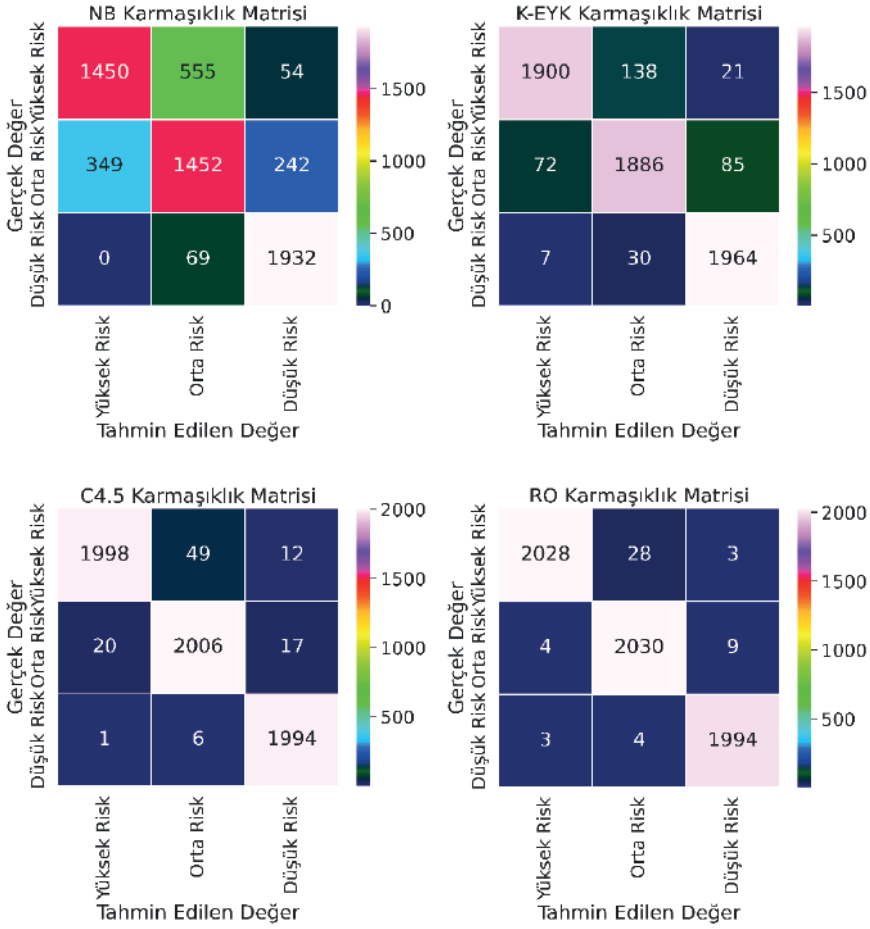 NB Karmaşıklık Matrisi
Gerçek Değer
Yüksek Risk
Orta Risk
Düşük Risk
1450 555 54
349 1452 242
0 69 1932
1500
1000
500
0
Yüksek Risk
Orta Risk
Düşük Risk
Tahmin Edilen Değer
K-EYK Karmaşıklık Matrisi
Gerçek Değer
Yüksek Risk
Orta Risk
Düşük Risk
1900 138 21
72 1886 85
7 30 1964
1500
1000
500
Yüksek Risk
Orta Risk
Düşük Risk
Tahmin Edilen Değer
C4.5 Karmaşıklık Matrisi
Gerçek Değer
Yüksek Risk
Orta Risk
Düşük Risk
1998 49 12
20 2006 17
1 6 1994
2000
1500
1000
500
Yüksek Risk
Orta Risk
Düşük Risk
Tahmin Edilen Değer
RO Karmaşıklık Matrisi
Gerçek Değer
Yüksek Risk
Orta Risk
Düşük Risk
2028 28 3
4 2030 9
3 4 1994
2000
1500
1000
500
Yüksek Risk
Orta Risk
Düşük Risk
Tahmin Edilen Değer